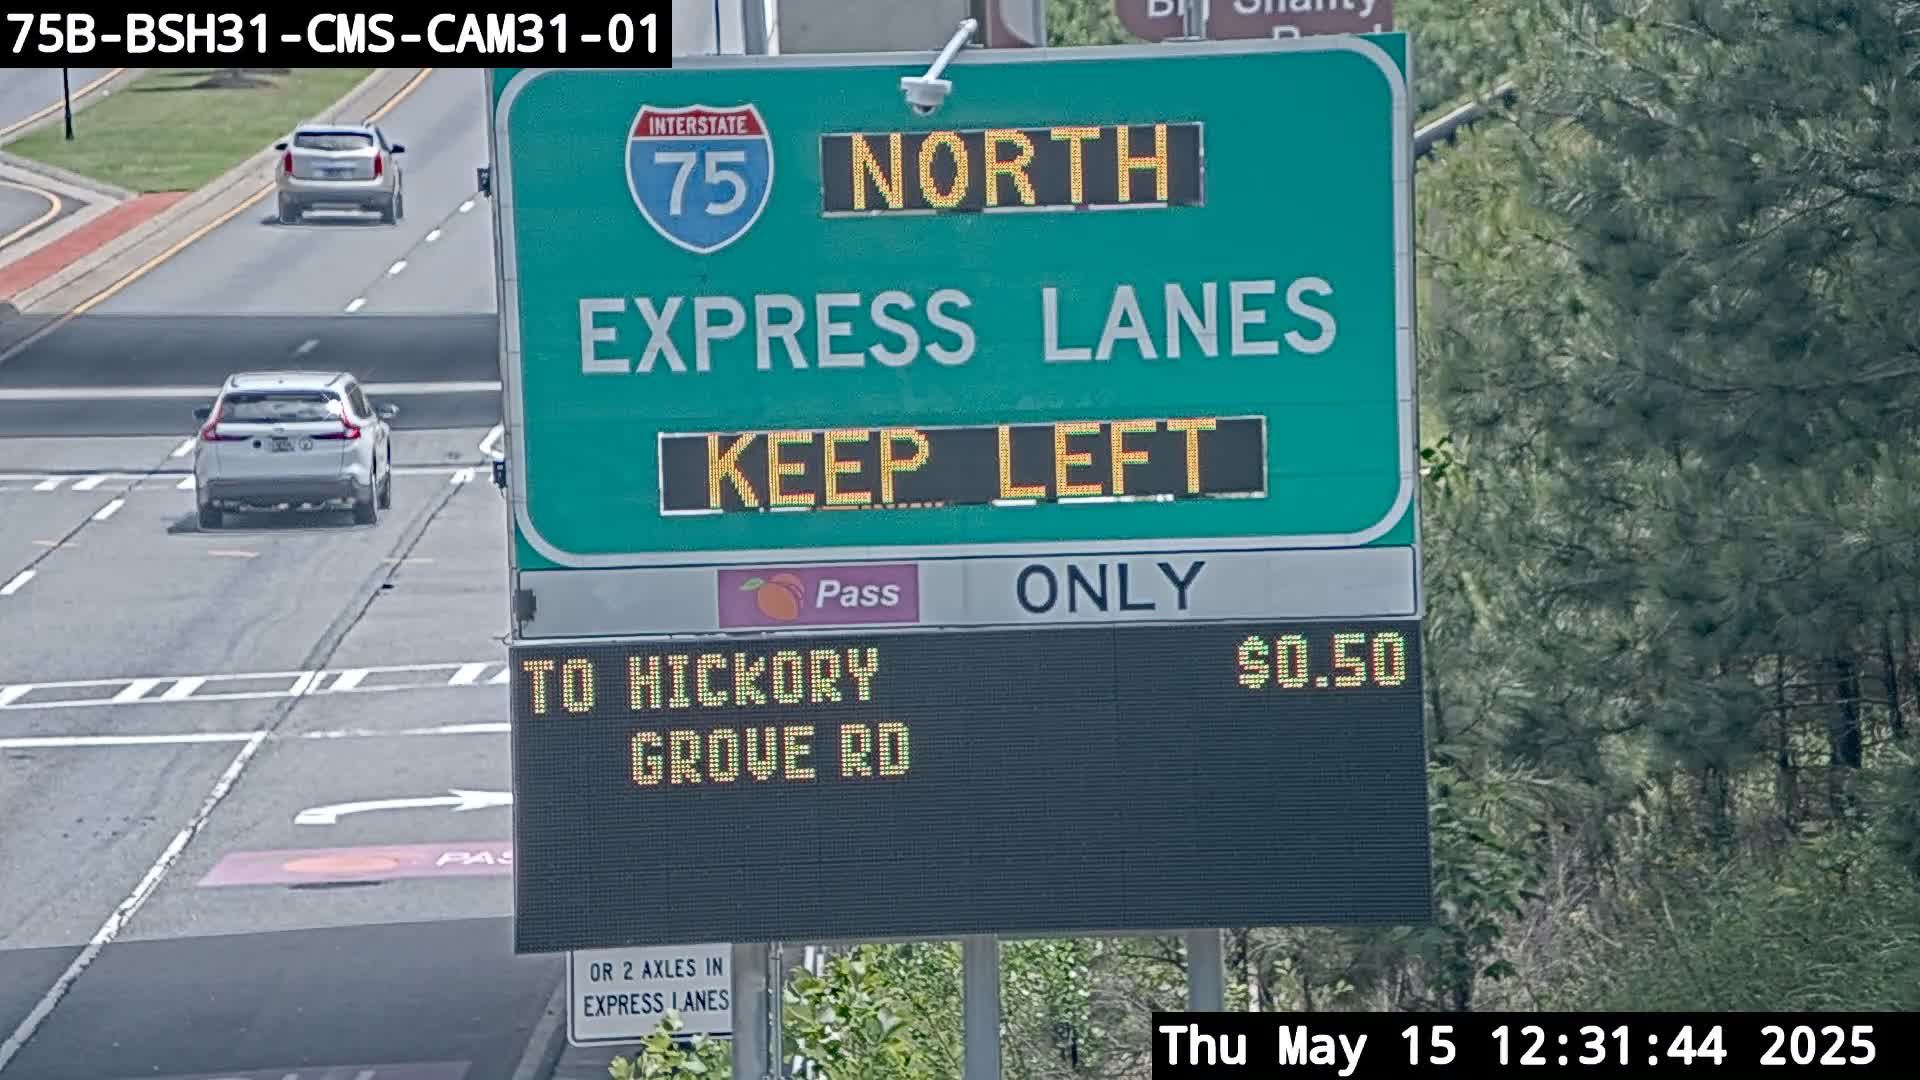 75B-BSH31-CMS-CAM31-01
Shanty
INTERSTATE
75
NORTH
EXPRESS LANES
KEEP LEFT
Pass ONLY
TO HICKORY $0.50
GROVE RD
OR 2 AXLES IN
EXPRESS LANES
Thu May 15 12:31:44 2025